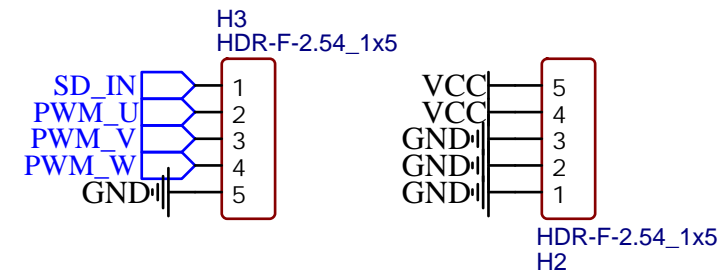 H3
HDR-F-2.54_1x5
SD_IN 1
PWM_U 2
PWM_V 3
PWM_W 4
GND 5
VCC 5
VCC 4
GND 3
GND 2
GND 1
HDR-F-2.54_1x5
H2